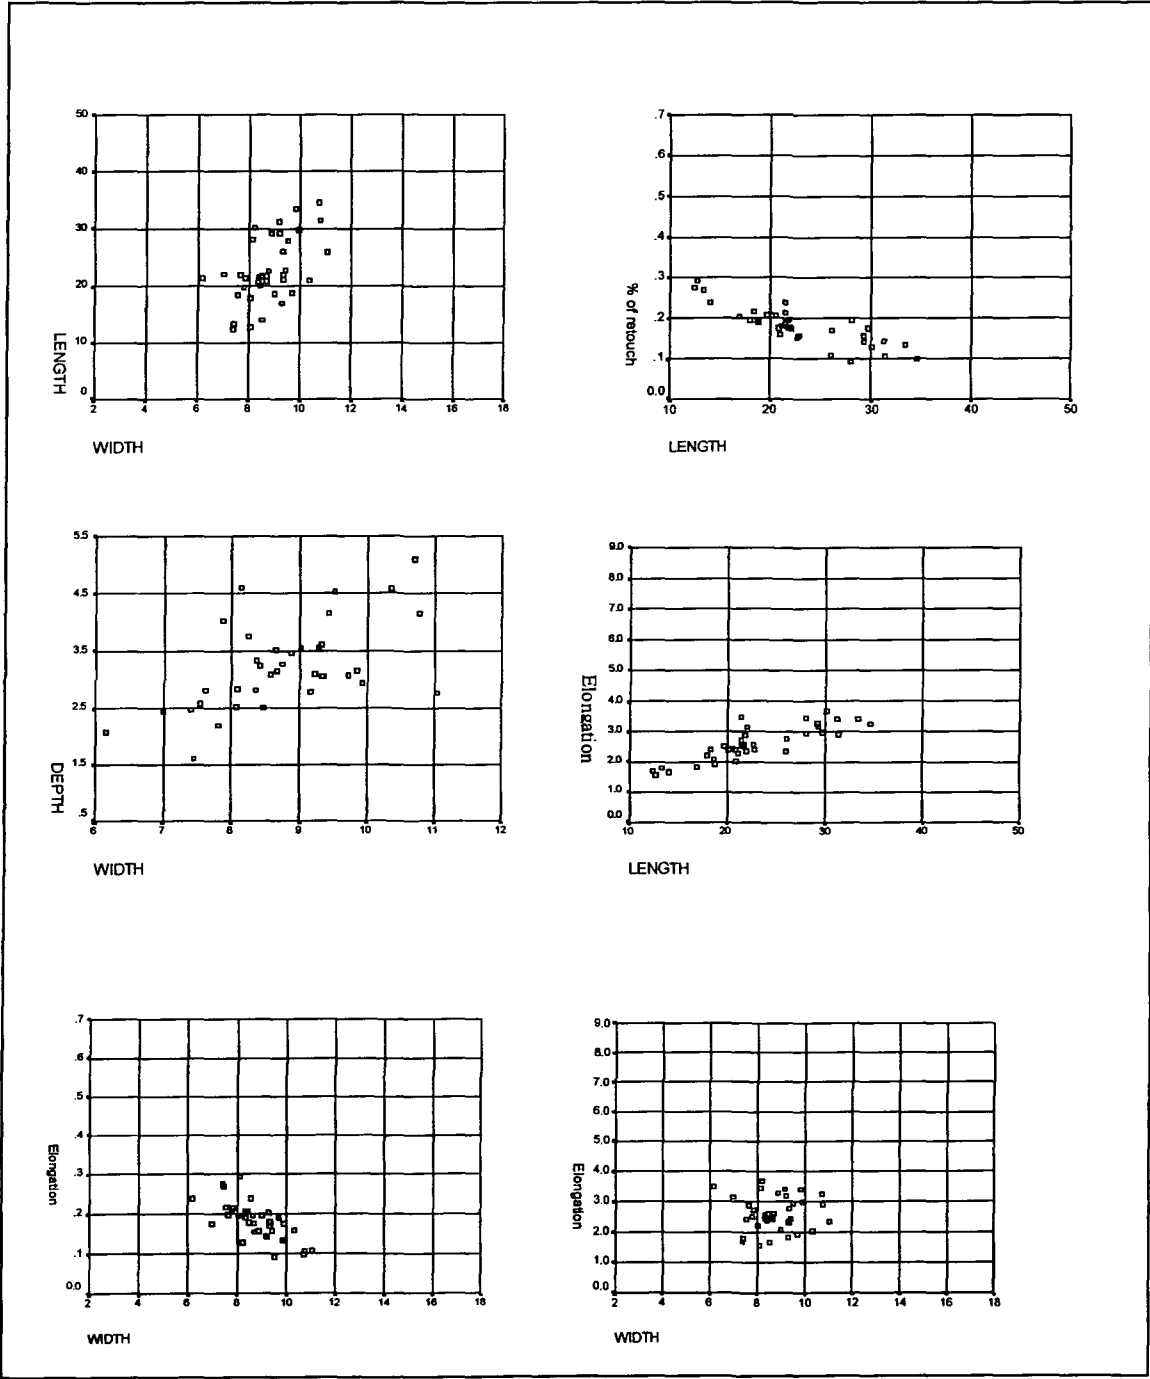 50
40
30
20
10
0
LENGTH
2 4 6 8 10 12 14 16 18
WIDTH
.7
.6
.5
.4
.3
.2
.1
0.0
% of retouch
10 20 30 40 50
LENGTH
5.5
4.5
3.5
2.5
1.5
.5
DEPTH
6 7 8 9 10 11 12
WIDTH
9.0
8.0
7.0
6.0
5.0
4.0
3.0
2.0
1.0
0.0
Elongation
10 20 30 40 50
LENGTH
.7
.6
.5
.4
.3
.2
.1
0.0
Elongation
2 4 6 8 10 12 14 16 18
WIDTH
9.0
8.0
7.0
6.0
5.0
4.0
3.0
2.0
1.0
0.0
Elongation
2 4 6 8 10 12 14 16 18
WIDTH